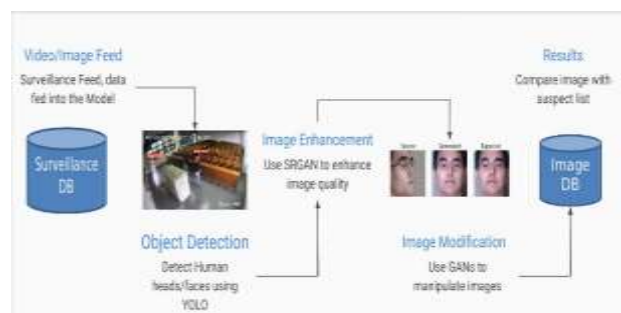 Video/Image Feed
Surveillance Feed, data
fed into the Model
Surveillance
DB
Object Detection
Detect Human
heads/faces using
YOLO
Image Enhancement
Use SRGAN to enhance
image quality
Image Modification
Use GANs to
manipulate images
Results
Compare image with
suspect list
Image
DB